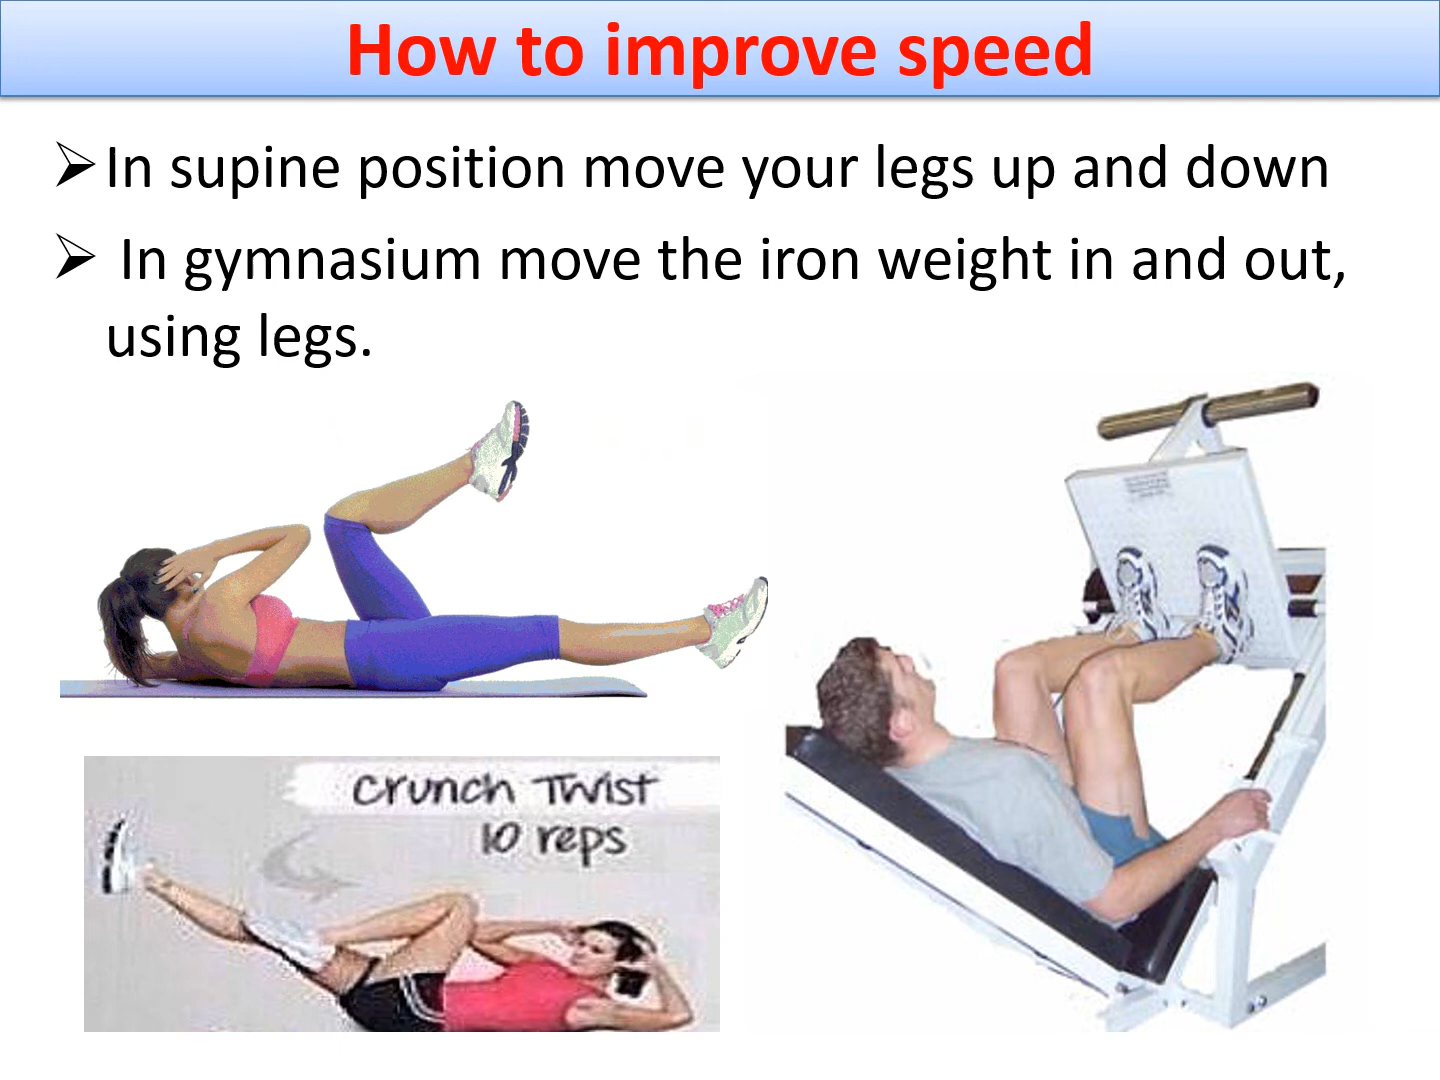 How to improve speed
➢ In supine position move your legs up and down
➢ In gymnasium move the iron weight in and out,
using legs.
Crunch Twist
10 reps